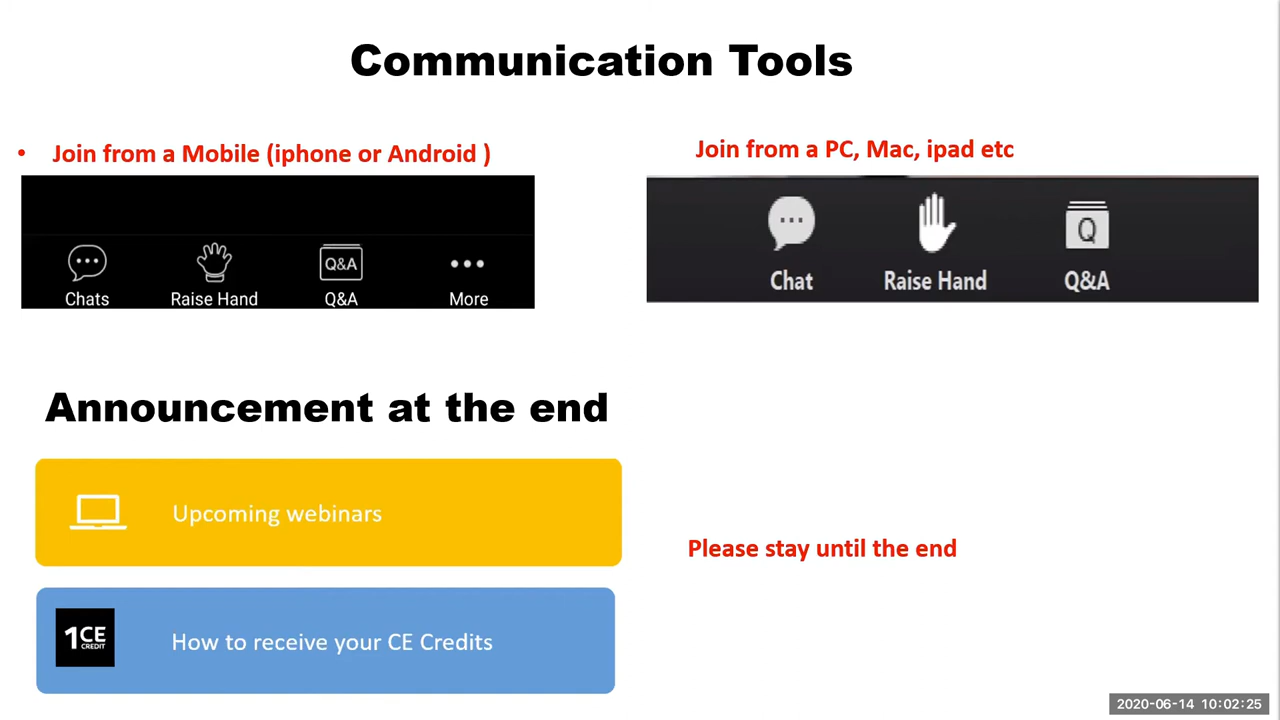 Communication Tools
• Join from a Mobile (iphone or Android )
Join from a PC, Mac, ipad etc
Chats
Raise Hand
Q&A
Q&A
More
Chat
Raise Hand
Q
Q&A
Announcement at the end
Upcoming webinars
Please stay until the end
1CE
CREDIT
How to receive your CE Credits
2020-06-14 10:02:25